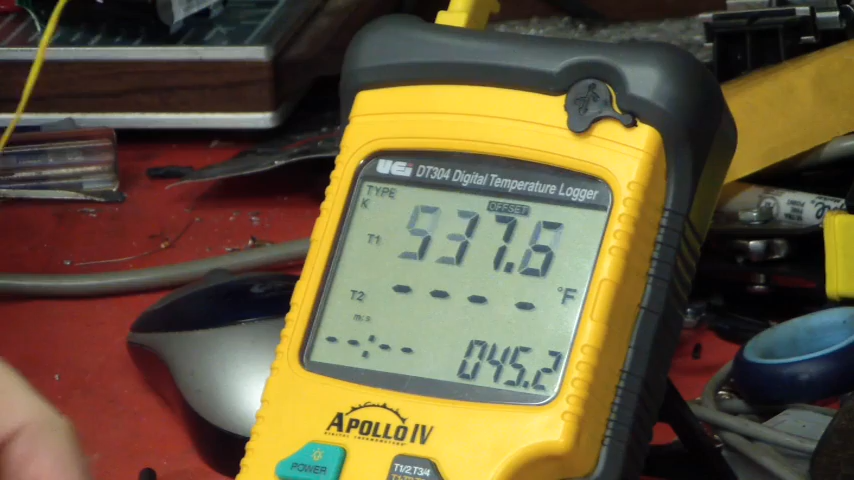 UEi DT304 Digital Temperature Logger
TYPE
K
OFFSET
T1
937.6
T2
- - - -
°F
m:s
--:--
045.2
APOLLO IV
POWER
T1/2,T3/4